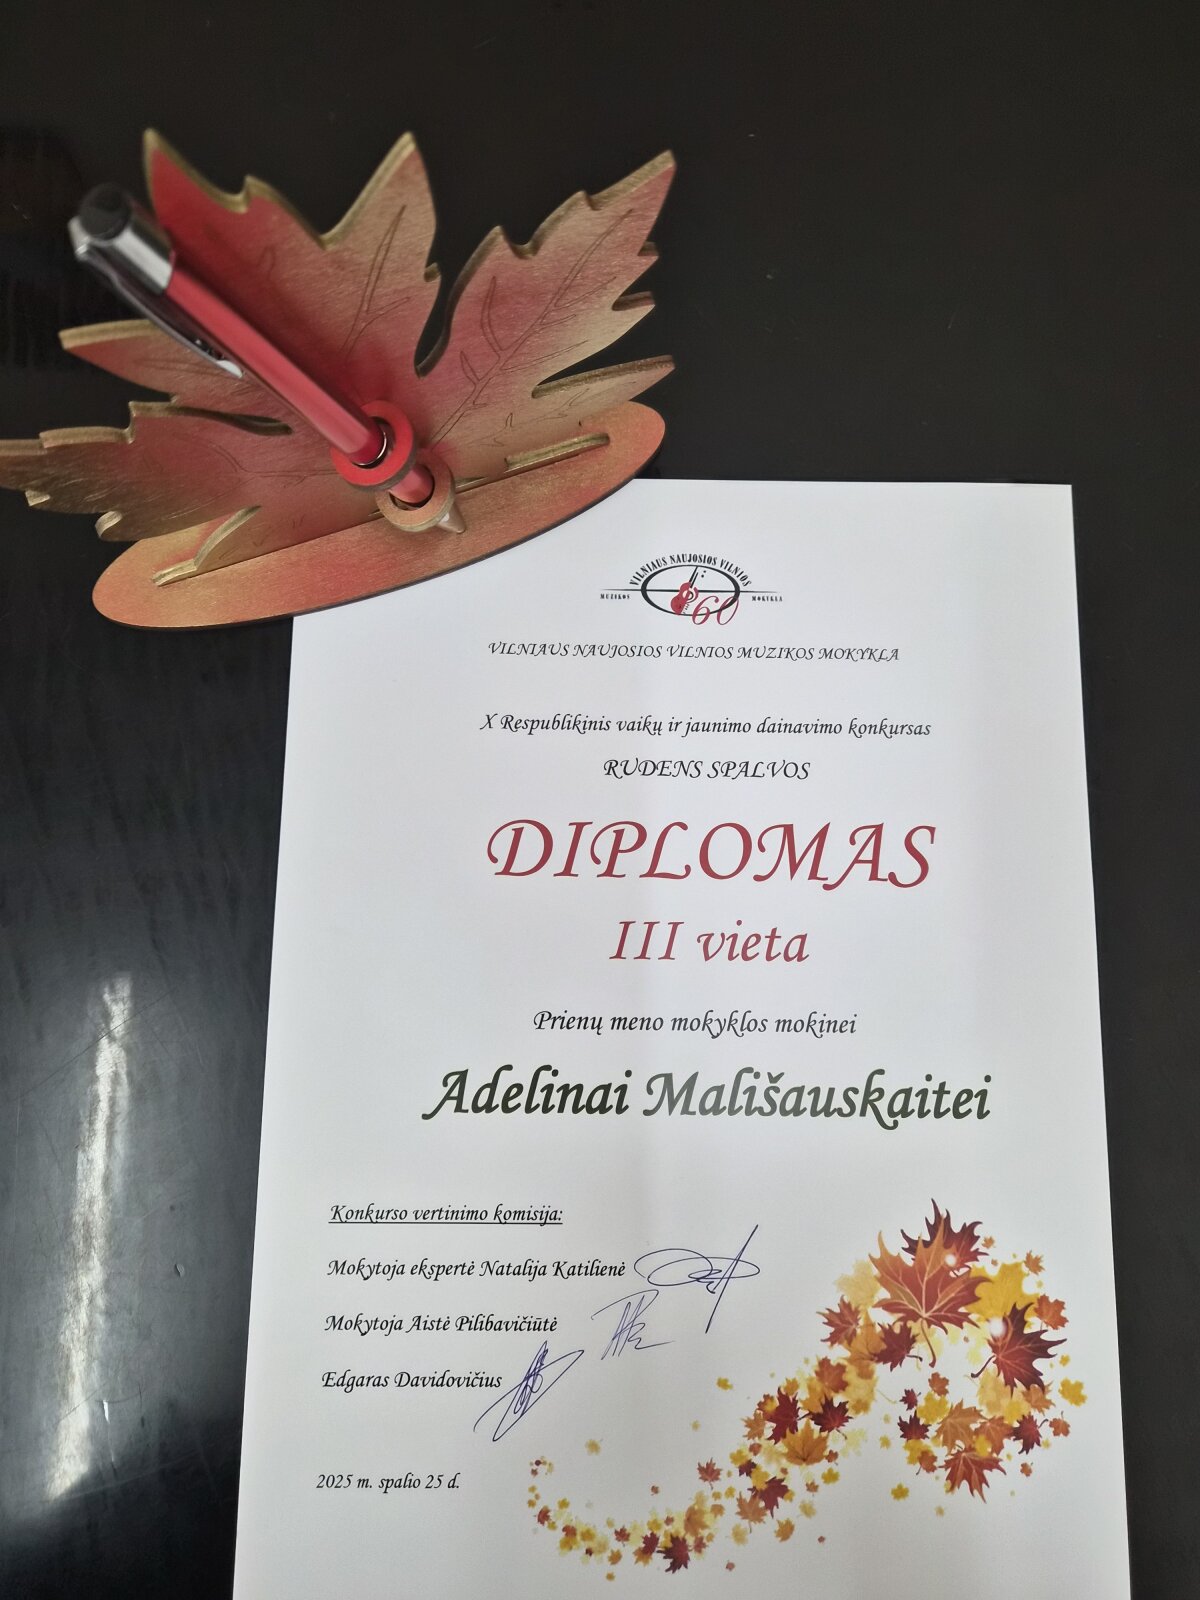 VILNIAUS NAUJOSIOS VILNIOS
MUZIKOS MOKYKLA
60
VILNIAUS NAUJOSIOS VILNIOS MUZIKOS MOKYKLA
X Respublikinis vaikų ir jaunimo dainavimo konkursas
RUDENS SPALVOS
DIPLOMAS
III vieta
Prienų meno mokyklos mokinei
Adelinai Mališauskaitei
Konkurso vertinimo komisija:
Mokytoja ekspertė Natalija Katilienė
Mokytoja Aistė Pilibavičiūtė
Edgaras Davidovičius
2025 m. spalio 25 d.